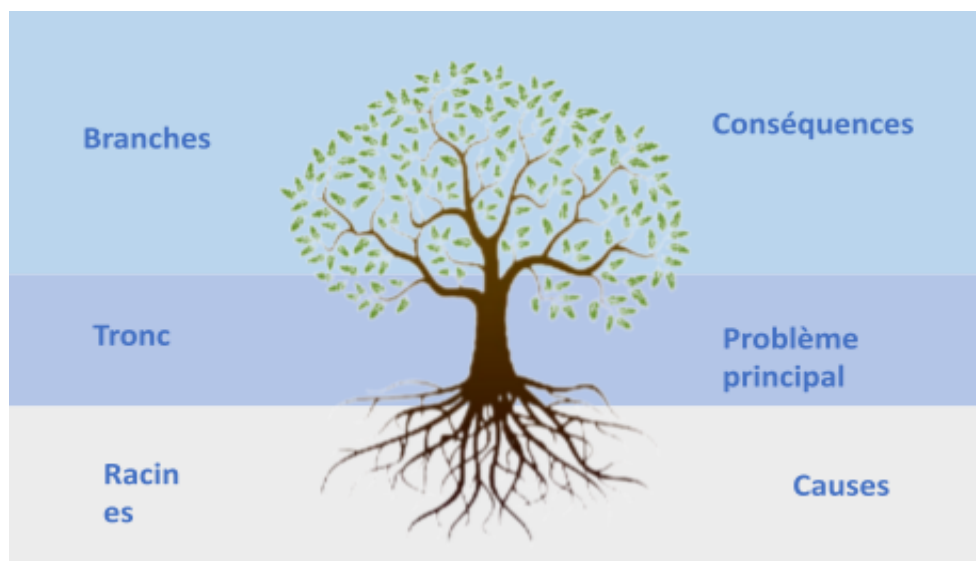 Branches
Conséquences
Tronc
Problème
principal
Racin
es
Causes